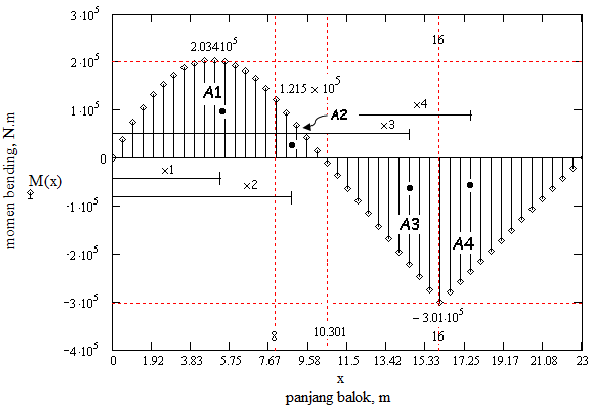 3·10⁵
16
2.034·10⁵
2·10⁵
1.215 × 10⁵
A1
x4
1·10⁵
A2
x3
0
x1
M(x)
x2
momen bending, N.m
-1·10⁵
A3
A4
-2·10⁵
-3·10⁵
-3.01·10⁵
8
10.301
16
-4·10⁵
0 1.92 3.83 5.75 7.67 9.58 11.5 13.42 15.33 17.25 19.17 21.08 23
x
panjang balok, m